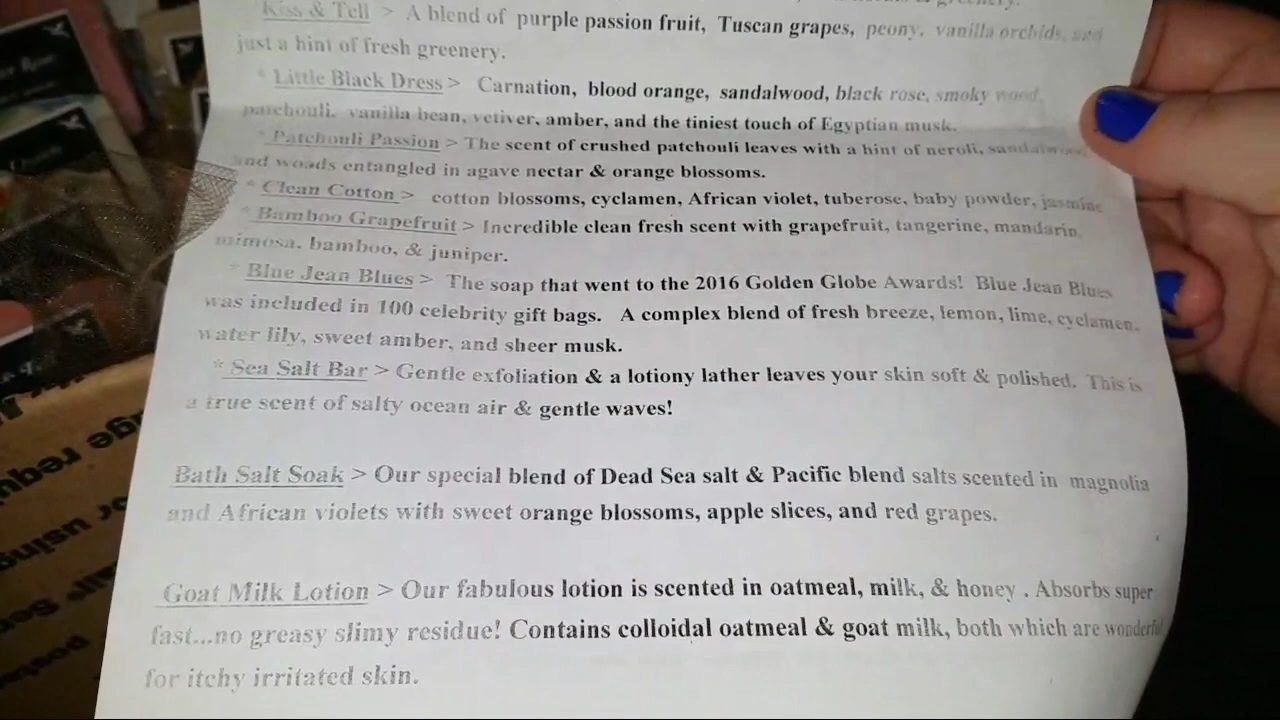 Kiss & Tell > A blend of purple passion fruit, Tuscan grapes, peony, vanilla orchids, and
just a hint of fresh greenery.
* Little Black Dress > Carnation, blood orange, sandalwood, black rose, smoky wood,
patchouli, vanilla bean, vetiver, amber, and the tiniest touch of Egyptian musk.
* Patchouli Passion > The scent of crushed patchouli leaves with a hint of neroli, sandalwood
and woods entangled in agave nectar & orange blossoms.
* Clean Cotton > cotton blossoms, cyclamen, African violet, tuberose, baby powder, jasmine
* Bamboo Grapefruit > Incredible clean fresh scent with grapefruit, tangerine, mandarin,
mimosa, bamboo, & juniper.
* Blue Jean Blues > The soap that went to the 2016 Golden Globe Awards! Blue Jean Blues
was included in 100 celebrity gift bags. A complex blend of fresh breeze, lemon, lime, cyclamen,
water lily, sweet amber, and sheer musk.
* Sea Salt Bar > Gentle exfoliation & a lotiony lather leaves your skin soft & polished. This is
a true scent of salty ocean air & gentle waves!
Bath Salt Soak > Our special blend of Dead Sea salt & Pacific blend salts scented in magnolia
and African violets with sweet orange blossoms, apple slices, and red grapes.
Goat Milk Lotion > Our fabulous lotion is scented in oatmeal, milk, & honey . Absorbs super
fast...no greasy slimy residue! Contains colloidal oatmeal & goat milk, both which are wonderful
for itchy irritated skin.